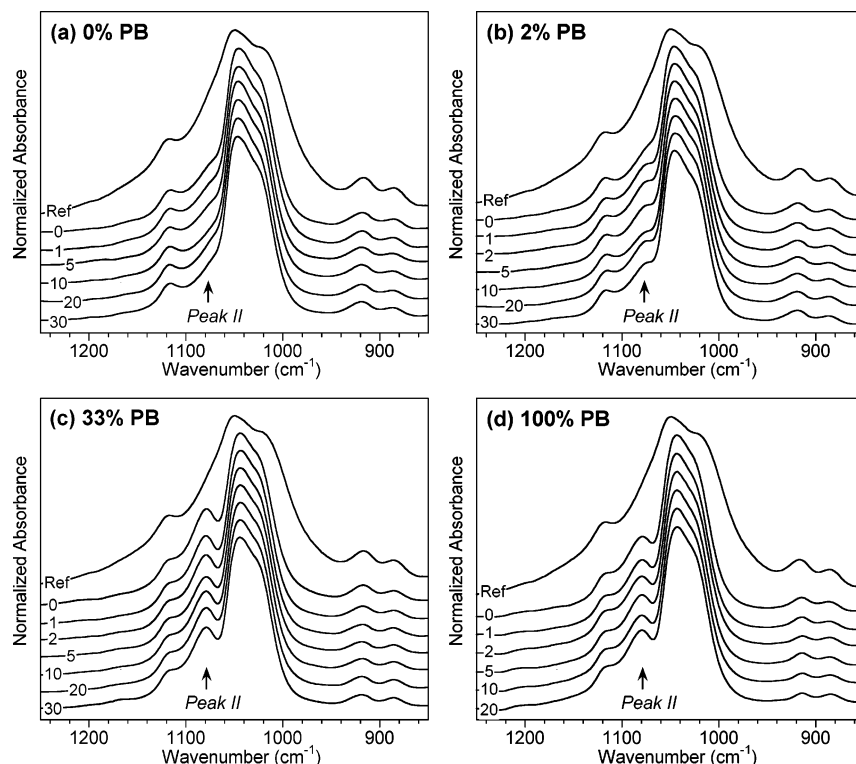 (a) 0% PB
Normalized Absorbance
Ref
0
1
5
10
20
30
Peak II
1200 1100 1000 900
Wavenumber (cm-1)
(b) 2% PB
Normalized Absorbance
Ref
0
1
2
5
10
20
30
Peak II
1200 1100 1000 900
Wavenumber (cm-1)
(c) 33% PB
Normalized Absorbance
Ref
0
1
2
5
10
20
30
Peak II
1200 1100 1000 900
Wavenumber (cm-1)
(d) 100% PB
Normalized Absorbance
Ref
0
1
2
5
10
20
Peak II
1200 1100 1000 900
Wavenumber (cm-1)